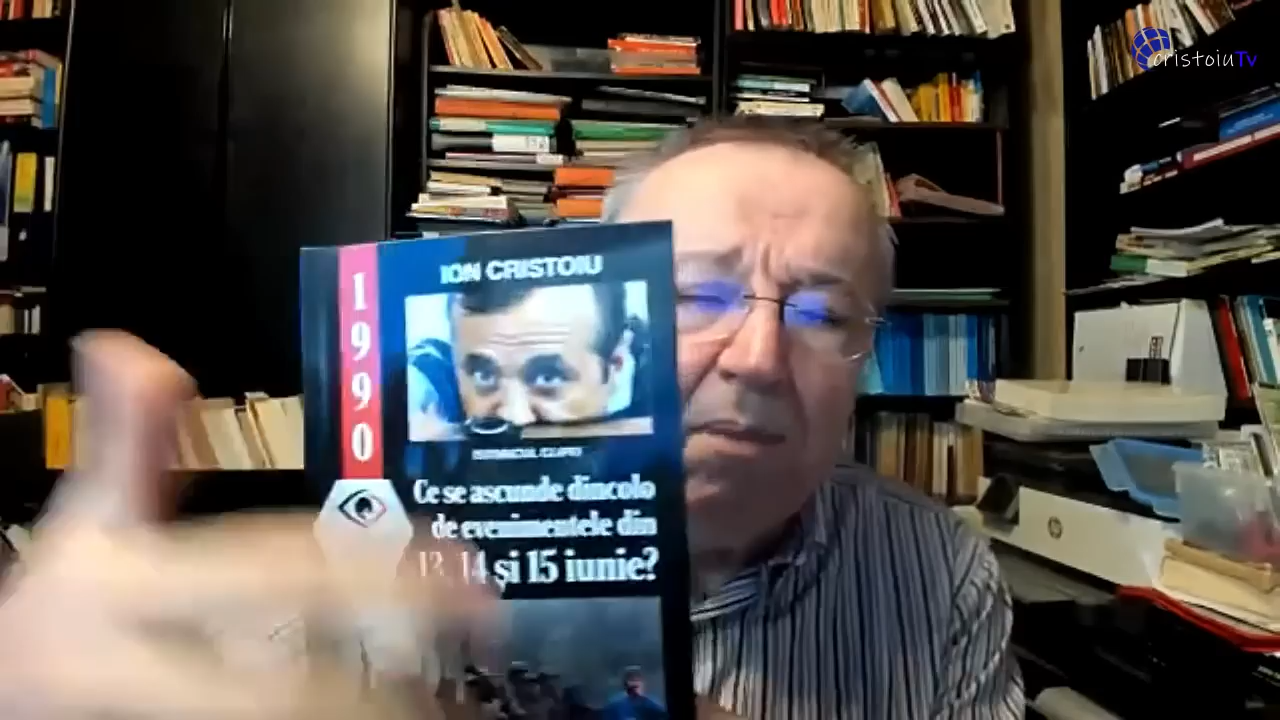 cristoiuTv
1990
ION CRISTOIU
Ce se ascunde dincolo
de evenimentele din
13, 14 și 15 iunie?